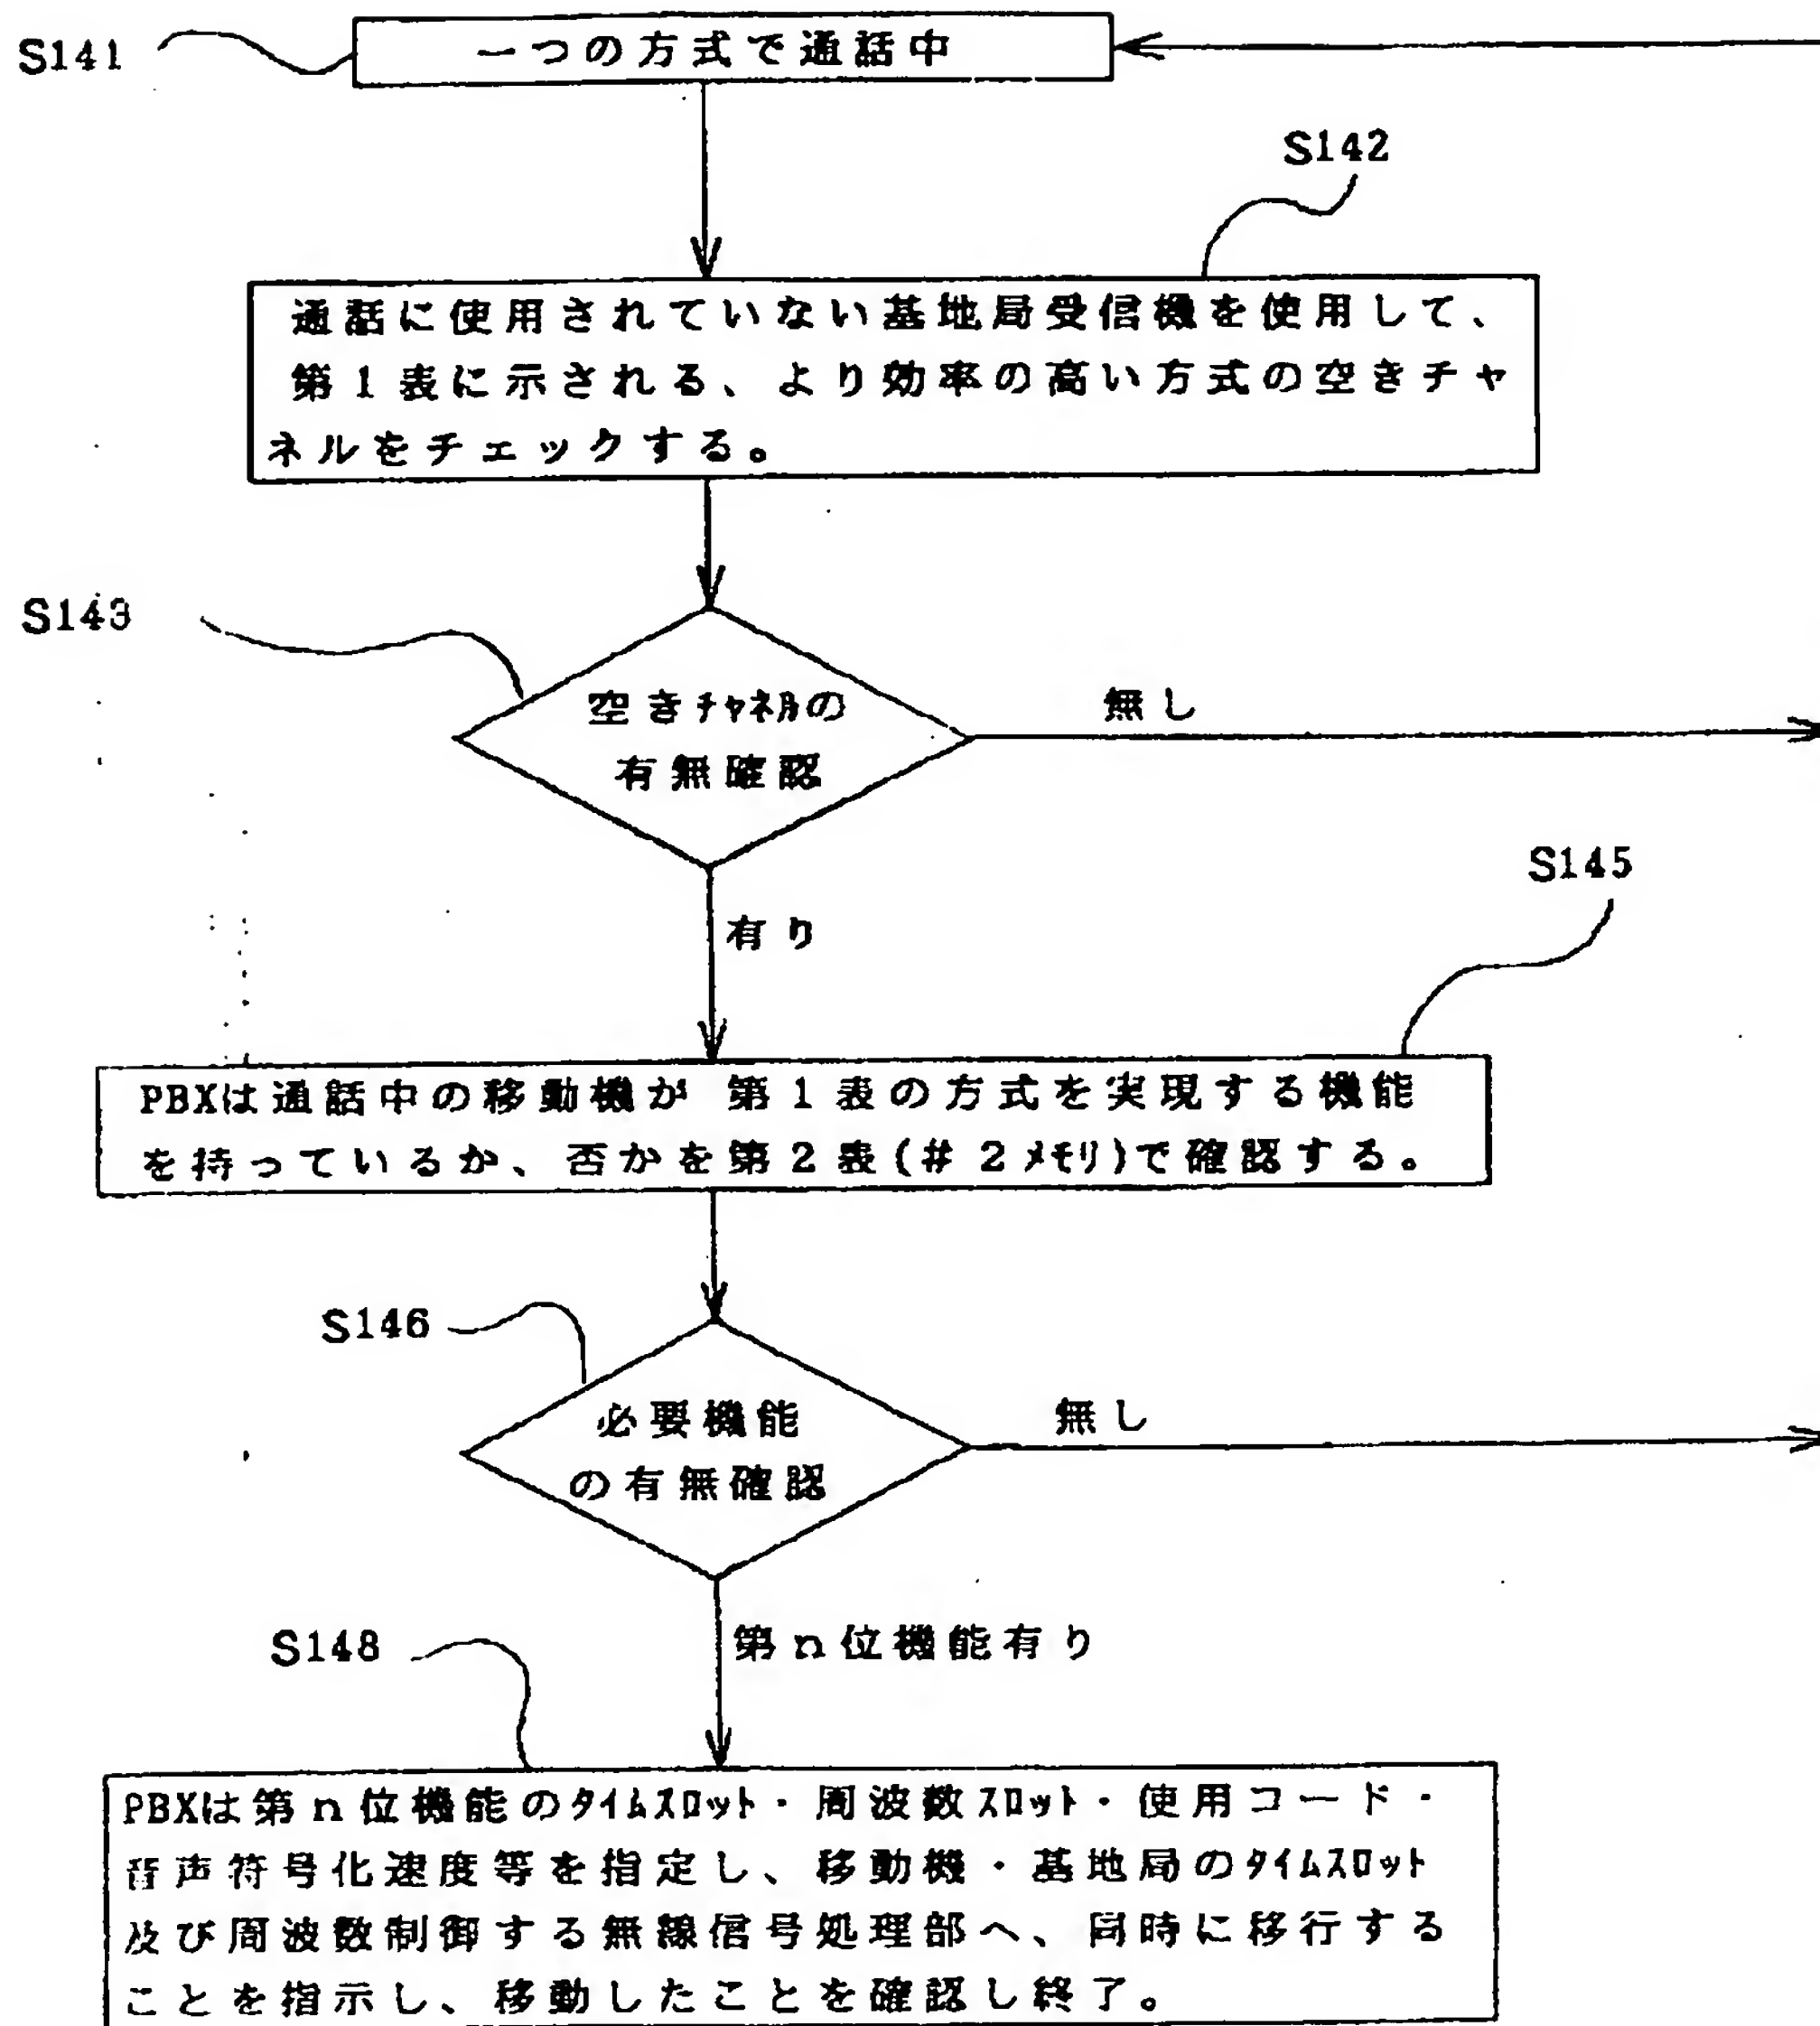 S141
一つの方式で通話中
S142
通話に使用されていない基地局受信機を使用して、
第1表に示される、より効率の高い方式の空きチャ
ネルをチェックする。
S143
空きﾁｬﾈﾙの
有無確認
無し
有り
S145
PBXは通話中の移動機が 第1表の方式を実現する機能
を持っているか、否かを第2表(#2ﾒﾓﾘ)で確認する。
S146
必要機能
の有無確認
無し
第n位機能有り
S148
PBXは第n位機能のﾀｲﾑｽﾛｯﾄ・周波数ｽﾛｯﾄ・使用コード・
音声符号化速度等を指定し、移動機・基地局のﾀｲﾑｽﾛｯﾄ
及び周波数制御する無線信号処理部へ、同時に移行する
ことを指示し、移動したことを確認し終了。